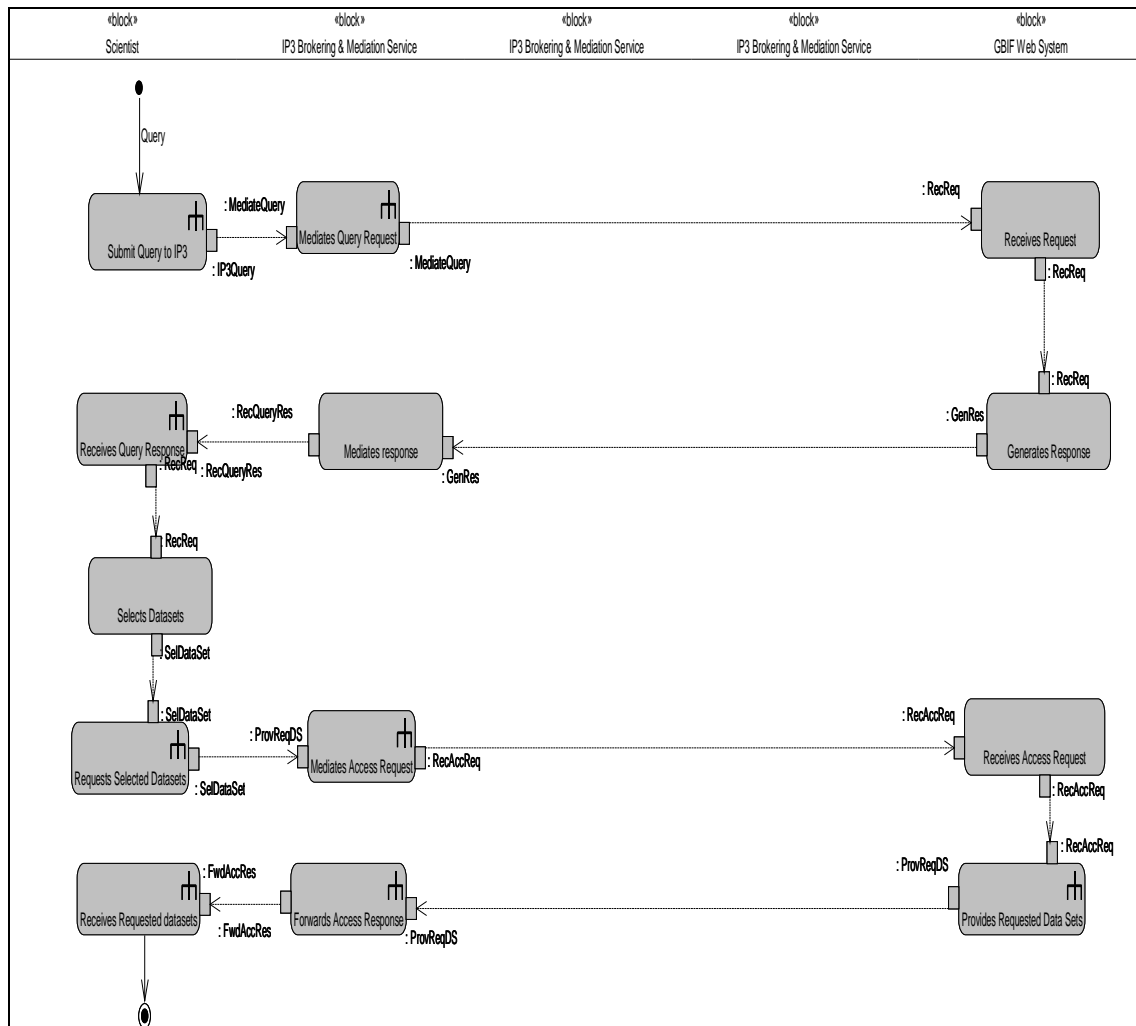 «block» «block» «block» «block» «block»
Scientist IP3 Brokering & Mediation Service IP3 Brokering & Mediation Service IP3 Brokering & Mediation Service GBIF Web System
Query
: MediateQuery
: RecReq
Submit Query to IP3
Mediates Query Request
Receives Request
: IP3Query
: MediateQuery
: RecReq
: RecReq
: RecQueryRes
: GenRes
Receives Query Response
Mediates response
Generates Response
: RecReq
: RecQueryRes
: GenRes
: RecReq
Selects Datasets
: SelDataSet
: SelDataSet
: ProvReqDS
: RecAccReq
Requests Selected Datasets
Mediates Access Request
: RecAccReq
Receives Access Request
: SelDataSet
: RecAccReq
: RecAccReq
: FwdAccRes
: ProvReqDS
Receives Requested datasets
Forwards Access Response
Provides Requested Data Sets
: FwdAccRes
: ProvReqDS